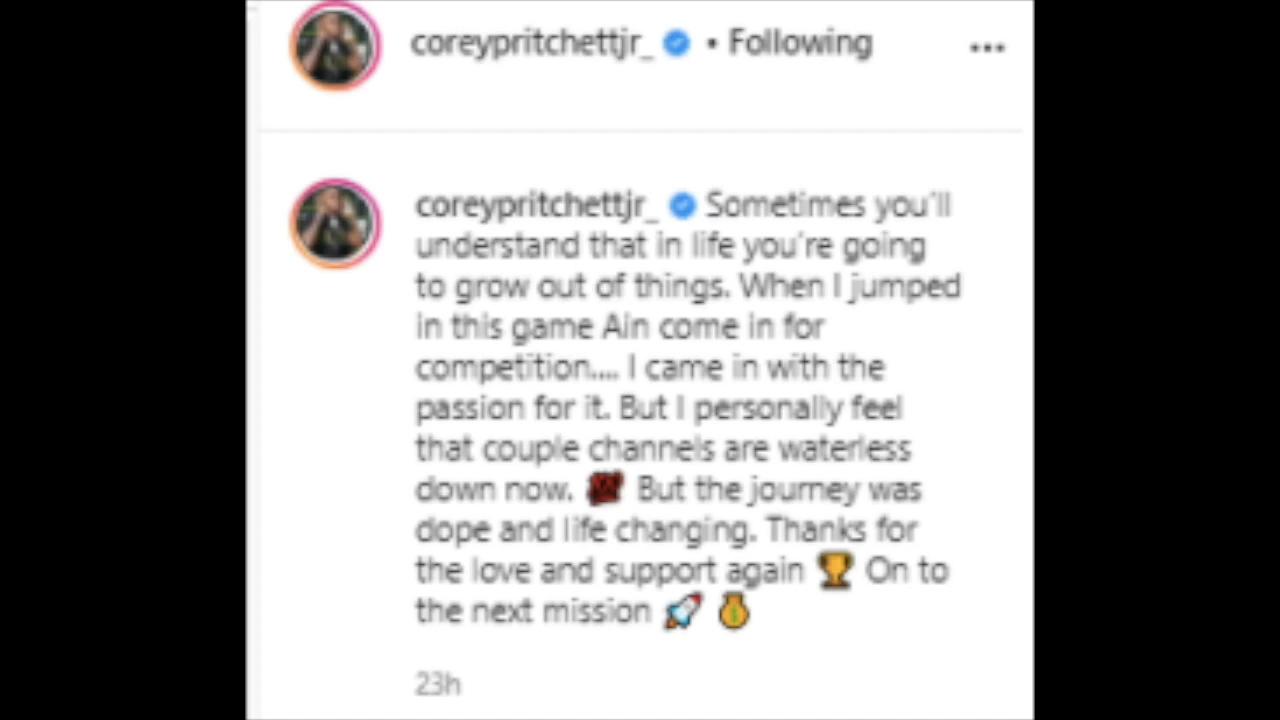 coreypritchettjr_ • Following
coreypritchettjr_ Sometimes you'll
understand that in life you're going
to grow out of things. When I jumped
in this game Ain come in for
competition.... I came in with the
passion for it. But I personally feel
that couple channels are waterless
down now. But the journey was
dope and life changing. Thanks for
the love and support again 🏆 On to
the next mission 🚀 💰
23h